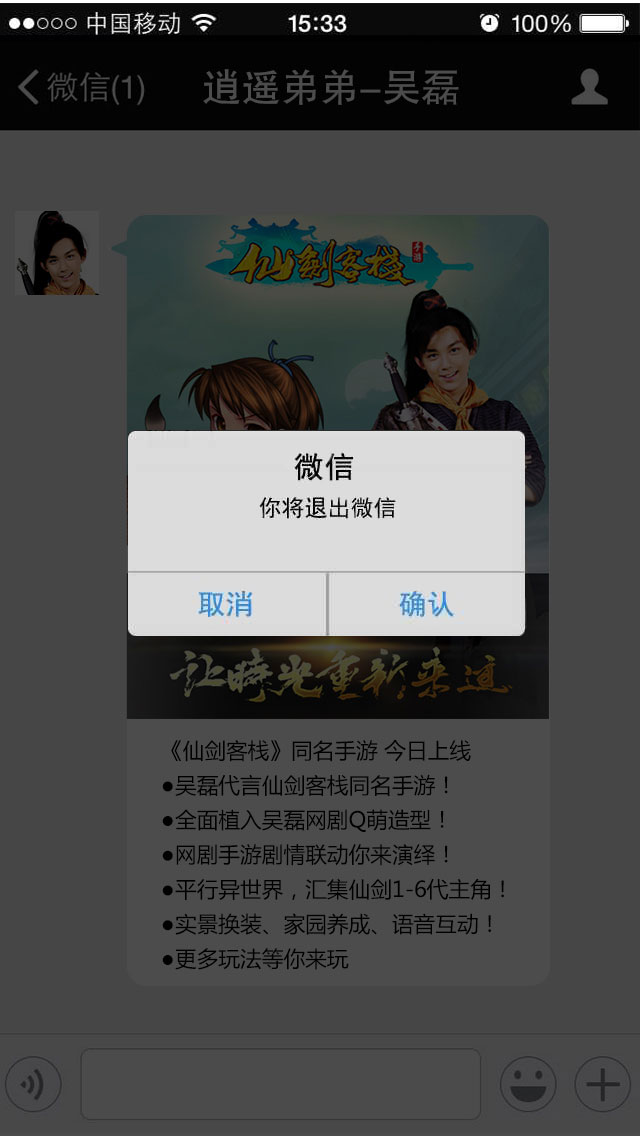 中国移动 15:33 100%
微信(1) 逍遥弟弟-吴磊
仙剑客栈
手游
微信
你将退出微信
取消 确认
让時光重新来过
《仙剑客栈》同名手游 今日上线
●吴磊代言仙剑客栈同名手游！
●全面植入吴磊网剧Q萌造型！
●网剧手游剧情联动你来演绎！
●平行异世界，汇集仙剑1-6代主角！
●实景换装、家园养成、语音互动！
●更多玩法等你来玩